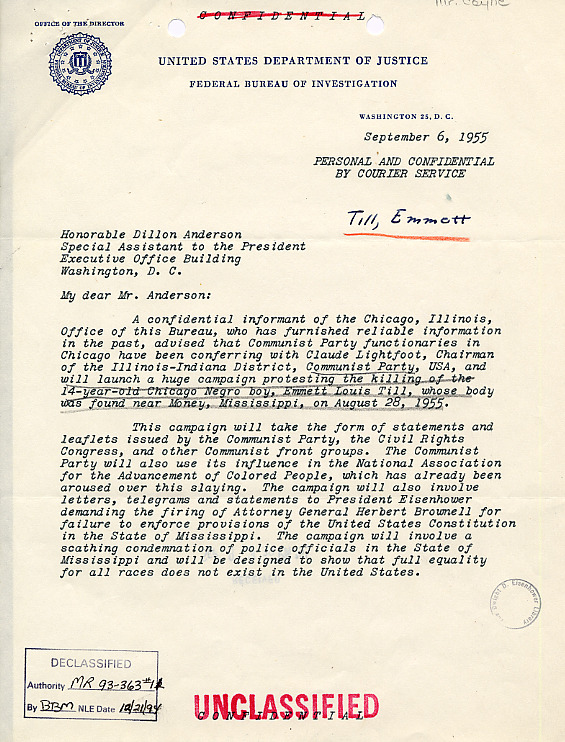 Mr. Coyne
CONFIDENTIAL
OFFICE OF THE DIRECTOR
UNITED STATES DEPARTMENT OF JUSTICE
FEDERAL BUREAU OF INVESTIGATION
WASHINGTON 25, D. C.
September 6, 1955
PERSONAL AND CONFIDENTIAL
BY COURIER SERVICE
Till, Emmett
Honorable Dillon Anderson
Special Assistant to the President
Executive Office Building
Washington, D. C.
My dear Mr. Anderson:
A confidential informant of the Chicago, Illinois,
Office of this Bureau, who has furnished reliable information
in the past, advised that Communist Party functionaries in
Chicago have been conferring with Claude Lightfoot, Chairman
of the Illinois-Indiana District, Communist Party, USA, and
will launch a huge campaign protesting the killing of the
14-year-old Chicago Negro boy, Emmett Louis Till, whose body
was found near Money, Mississippi, on August 28, 1955.
This campaign will take the form of statements and
leaflets issued by the Communist Party, the Civil Rights
Congress, and other Communist front groups. The Communist
Party will also use its influence in the National Association
for the Advancement of Colored People, which has already been
aroused over this slaying. The campaign will also involve
letters, telegrams and statements to President Eisenhower
demanding the firing of Attorney General Herbert Brownell for
failure to enforce provisions of the United States Constitution
in the State of Mississippi. The campaign will involve a
scathing condemnation of police officials in the State of
Mississippi and will be designed to show that full equality
for all races does not exist in the United States.
Dwight D. Eisenhower Library
DECLASSIFIED
Authority MR 93-363 #1
By BBM NLE Date 12/21/94
UNCLASSIFIED
CONFIDENTIAL